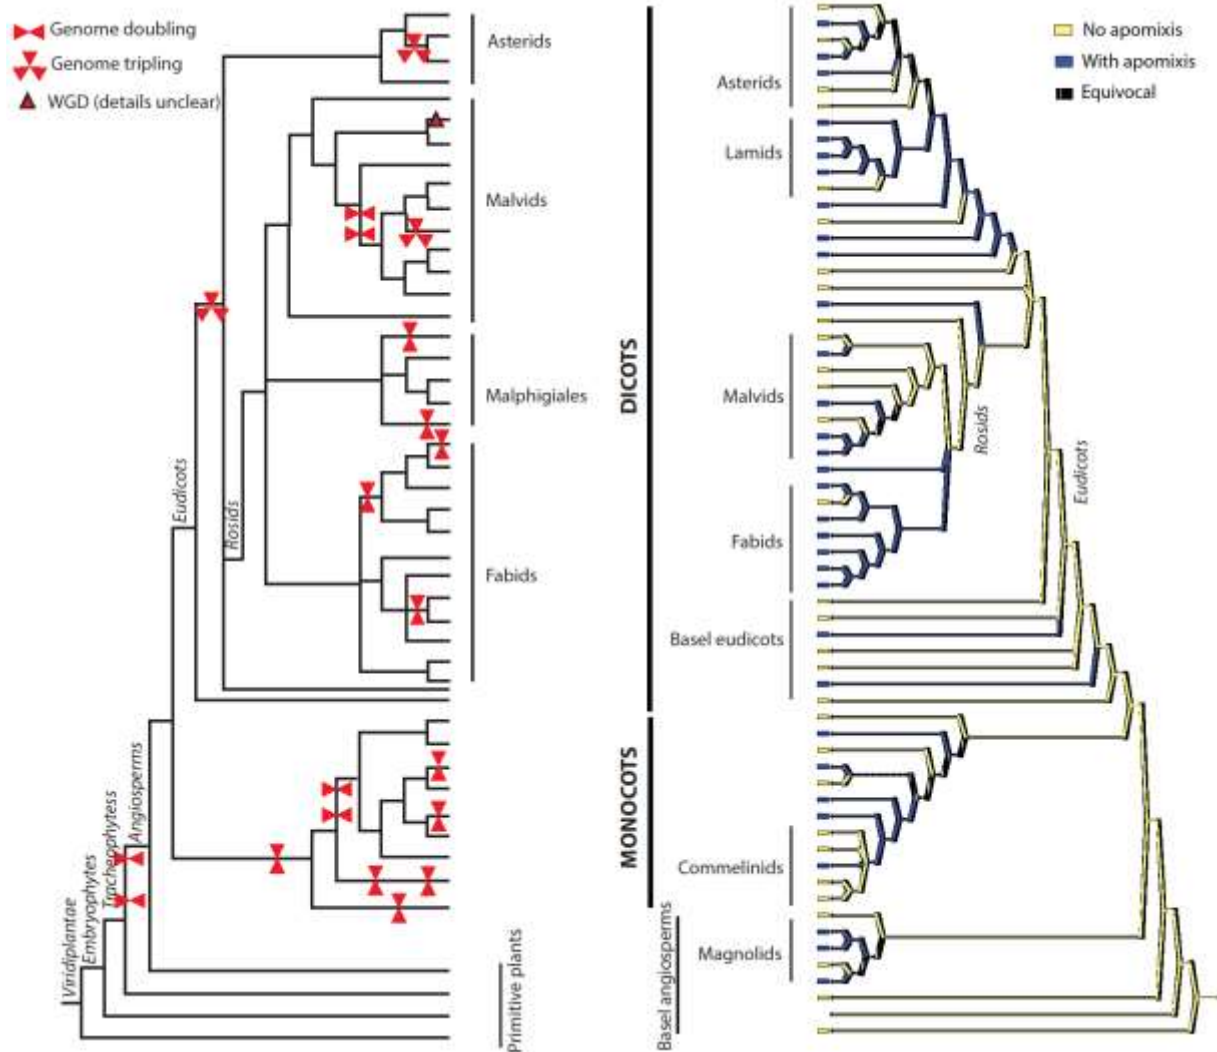 Genome doubling
Genome tripling
WGD (details unclear)
Asterids
Malvids
Malphigiales
Fabids
Eudicots
Rosids
Angiosperms
Tracheophytess
Embryophytes
Viridiplantae
Primitive plants
DICOTS
MONOCOTS
Basel angiosperms
No apomixis
With apomixis
Equivocal
Asterids
Lamids
Malvids
Rosids
Eudicots
Fabids
Basel eudicots
Commelinids
Magnolids